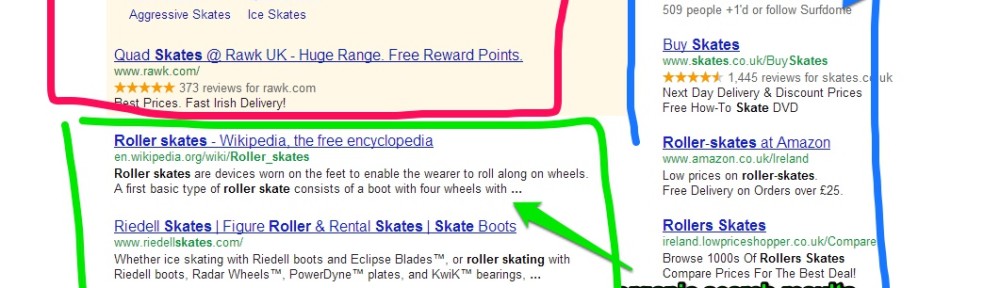 Aggressive Skates Ice Skates
Quad Skates @ Rawk UK - Huge Range. Free Reward Points.
www.rawk.com/
373 reviews for rawk.com
Best Prices. Fast Irish Delivery!
Roller skates - Wikipedia, the free encyclopedia
en.wikipedia.org/wiki/Roller_skates
Roller skates are devices worn on the feet to enable the wearer to roll along on wheels.
A first basic type of roller skate consists of a boot with four wheels with ...
Riedell Skates | Figure Roller & Rental Skates | Skate Boots
www.riedellskates.com/
Whether ice skating with Riedell boots and Eclipse Blades™, or roller skating with
Riedell boots, Radar Wheels™, PowerDyne™ plates, and KwiK™ bearings, ...
509 people +1'd or follow Surfdome
Buy Skates
www.skates.co.uk/BuySkates
1,445 reviews for skates.co.uk
Next Day Delivery & Discount Prices
Free How-To Skate DVD
Roller-skates at Amazon
www.amazon.co.uk/Ireland
Low prices on roller-skates.
Free Delivery on Orders over £25.
Rollers Skates
ireland.lowpriceshopper.co.uk/Compare
Browse 1000s Of Rollers Skates
Compare Prices For The Best Deal!
organic search results